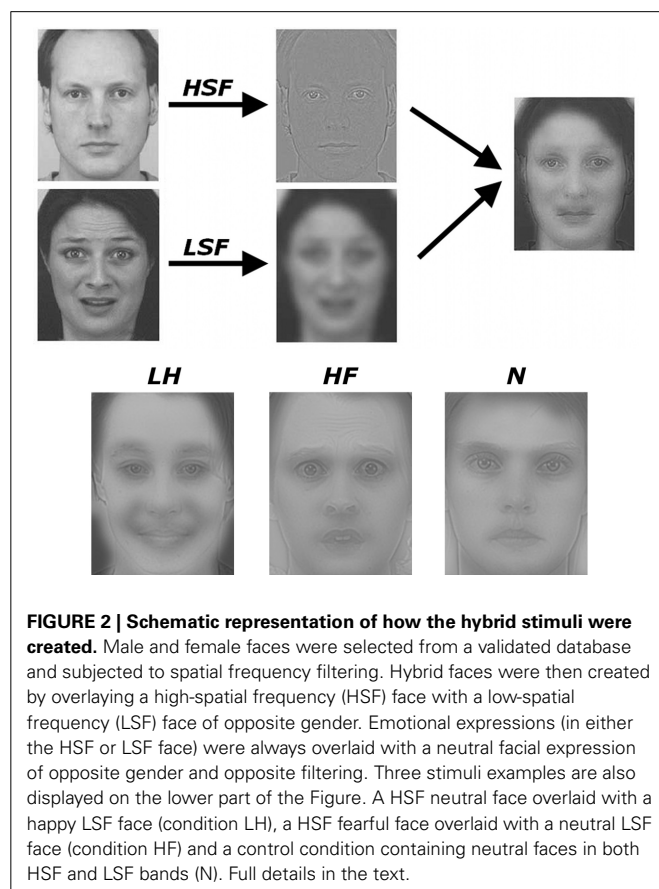 HSF
LSF
LH HF N
FIGURE 2 | Schematic representation of how the hybrid stimuli were
created. Male and female faces were selected from a validated database
and subjected to spatial frequency filtering. Hybrid faces were then created
by overlaying a high-spatial frequency (HSF) face with a low-spatial
frequency (LSF) face of opposite gender. Emotional expressions (in either
the HSF or LSF face) were always overlaid with a neutral facial expression
of opposite gender and opposite filtering. Three stimuli examples are also
displayed on the lower part of the Figure. A HSF neutral face overlaid with a
happy LSF face (condition LH), a HSF fearful face overlaid with a neutral LSF
face (condition HF) and a control condition containing neutral faces in both
HSF and LSF bands (N). Full details in the text.